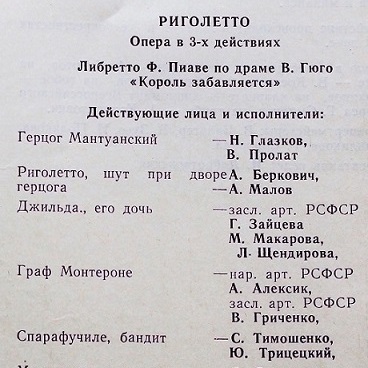 РИГОЛЕТТО
Опера в 3-х действиях
Либретто Ф. Пиаве по драме В. Гюго
«Король забавляется»
Действующие лица и исполнители:
Герцог Мантуанский — Н. Глазков,
В. Пролат
Риголетто, шут при дворе А. Беркович,
герцога — А. Малов
Джильда., его дочь — засл. арт. РСФСР
Г. Зайцева
М. Макарова,
Л. Щендирова,
Граф Монтероне — нар. арт. РСФСР
А. Алексик,
засл. арт. РСФСР
В. Гриченко,
Спарафучиле, бандит — С. Тимошенко,
Ю. Трицецкий,